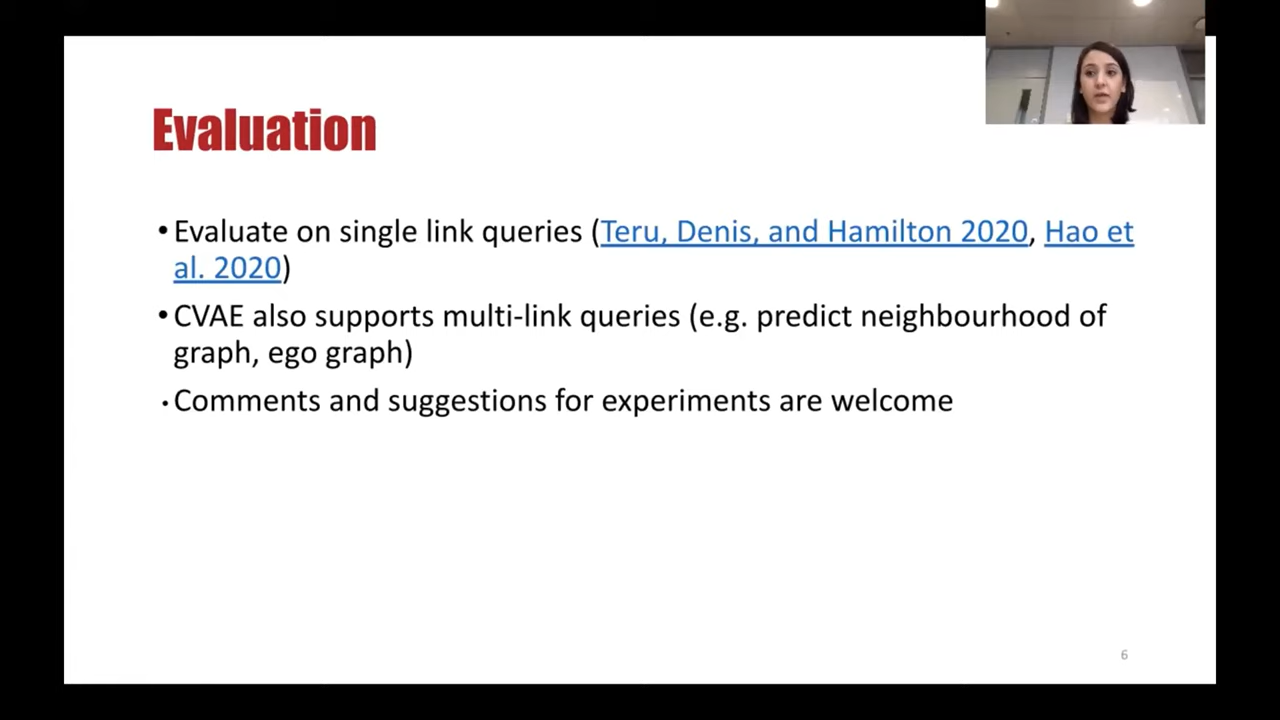 Evaluation
•Evaluate on single link queries (Teru, Denis, and Hamilton 2020, Hao et
al. 2020)
•CVAE also supports multi-link queries (e.g. predict neighbourhood of
graph, ego graph)
•Comments and suggestions for experiments are welcome
6